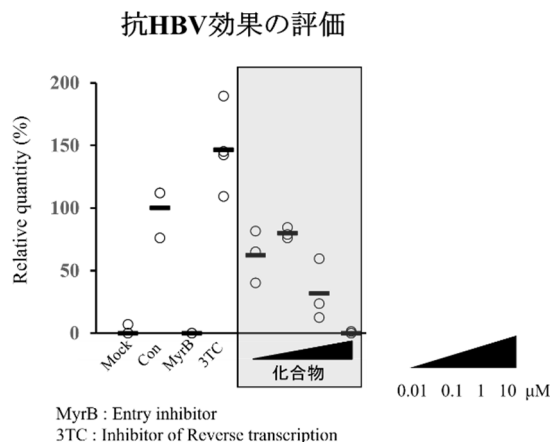 抗HBV効果の評価
Relative quantity (%)
200
150
100
50
0
Mock
Con
MyrB
3TC
化合物
0.01 0.1 1 10 μM
MyrB : Entry inhibitor
3TC : Inhibitor of Reverse transcription